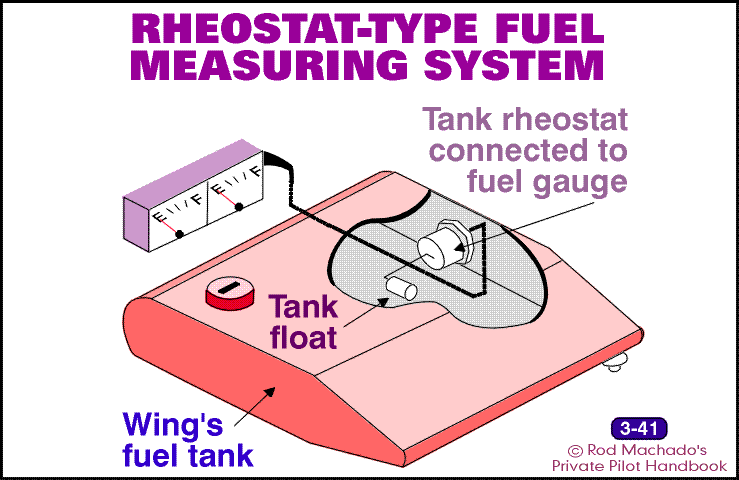 RHEOSTAT-TYPE FUEL
MEASURING SYSTEM
Tank rheostat
connected to
fuel gauge
E F E F
Tank
float
Wing's
fuel tank
3-41
© Rod Machado's
Private Pilot Handbook